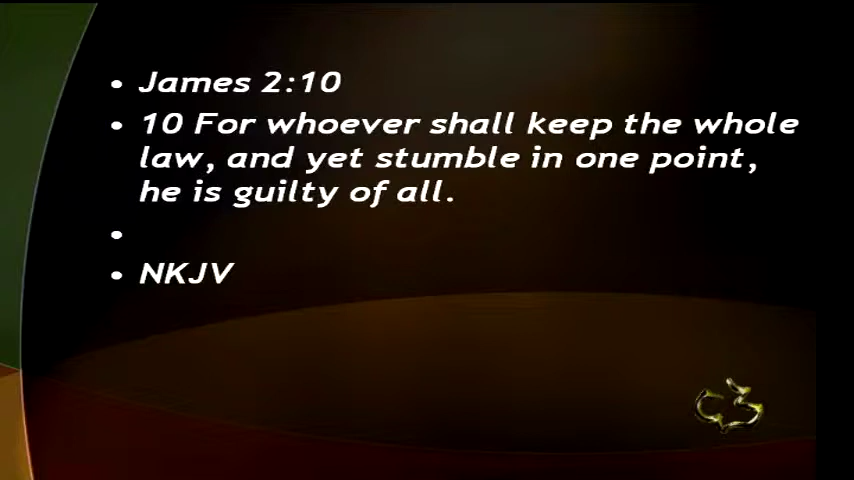 • James 2:10
• 10 For whoever shall keep the whole
law, and yet stumble in one point,
he is guilty of all.
•
• NKJV
C3